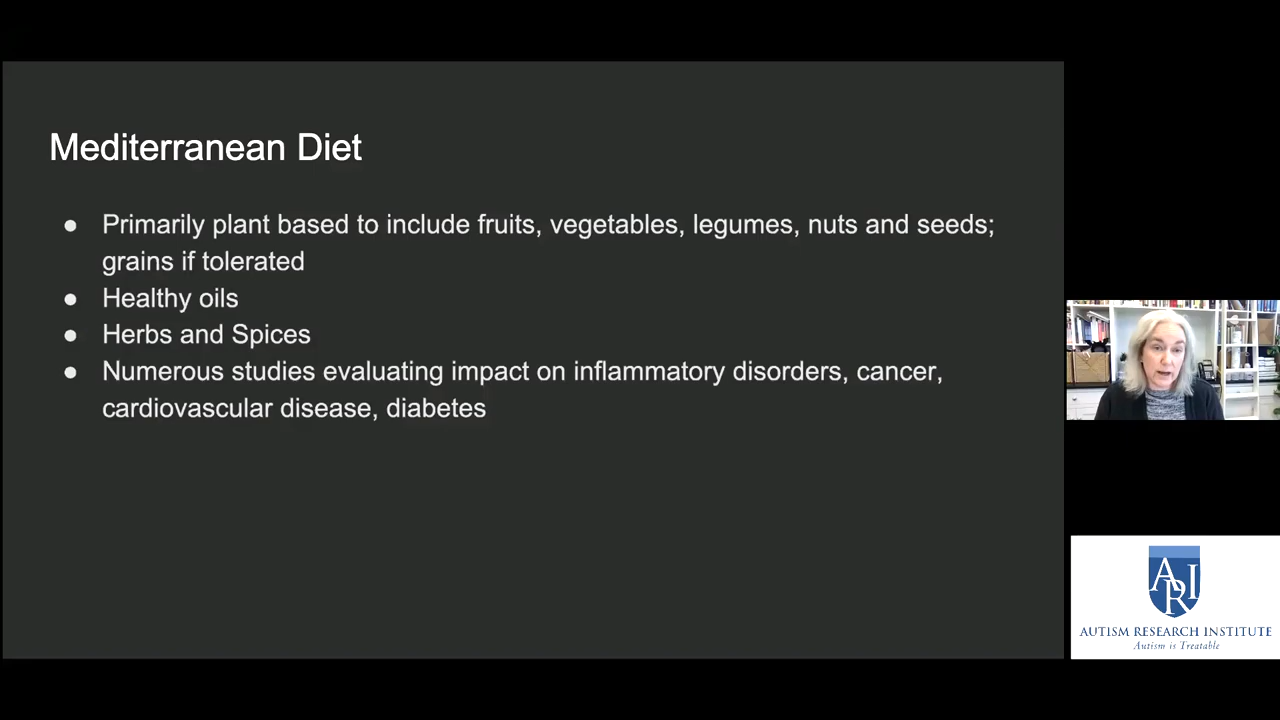 Mediterranean Diet
● Primarily plant based to include fruits, vegetables, legumes, nuts and seeds;
grains if tolerated
● Healthy oils
● Herbs and Spices
● Numerous studies evaluating impact on inflammatory disorders, cancer,
cardiovascular disease, diabetes
ARI
AUTISM RESEARCH INSTITUTE
Autism is Treatable